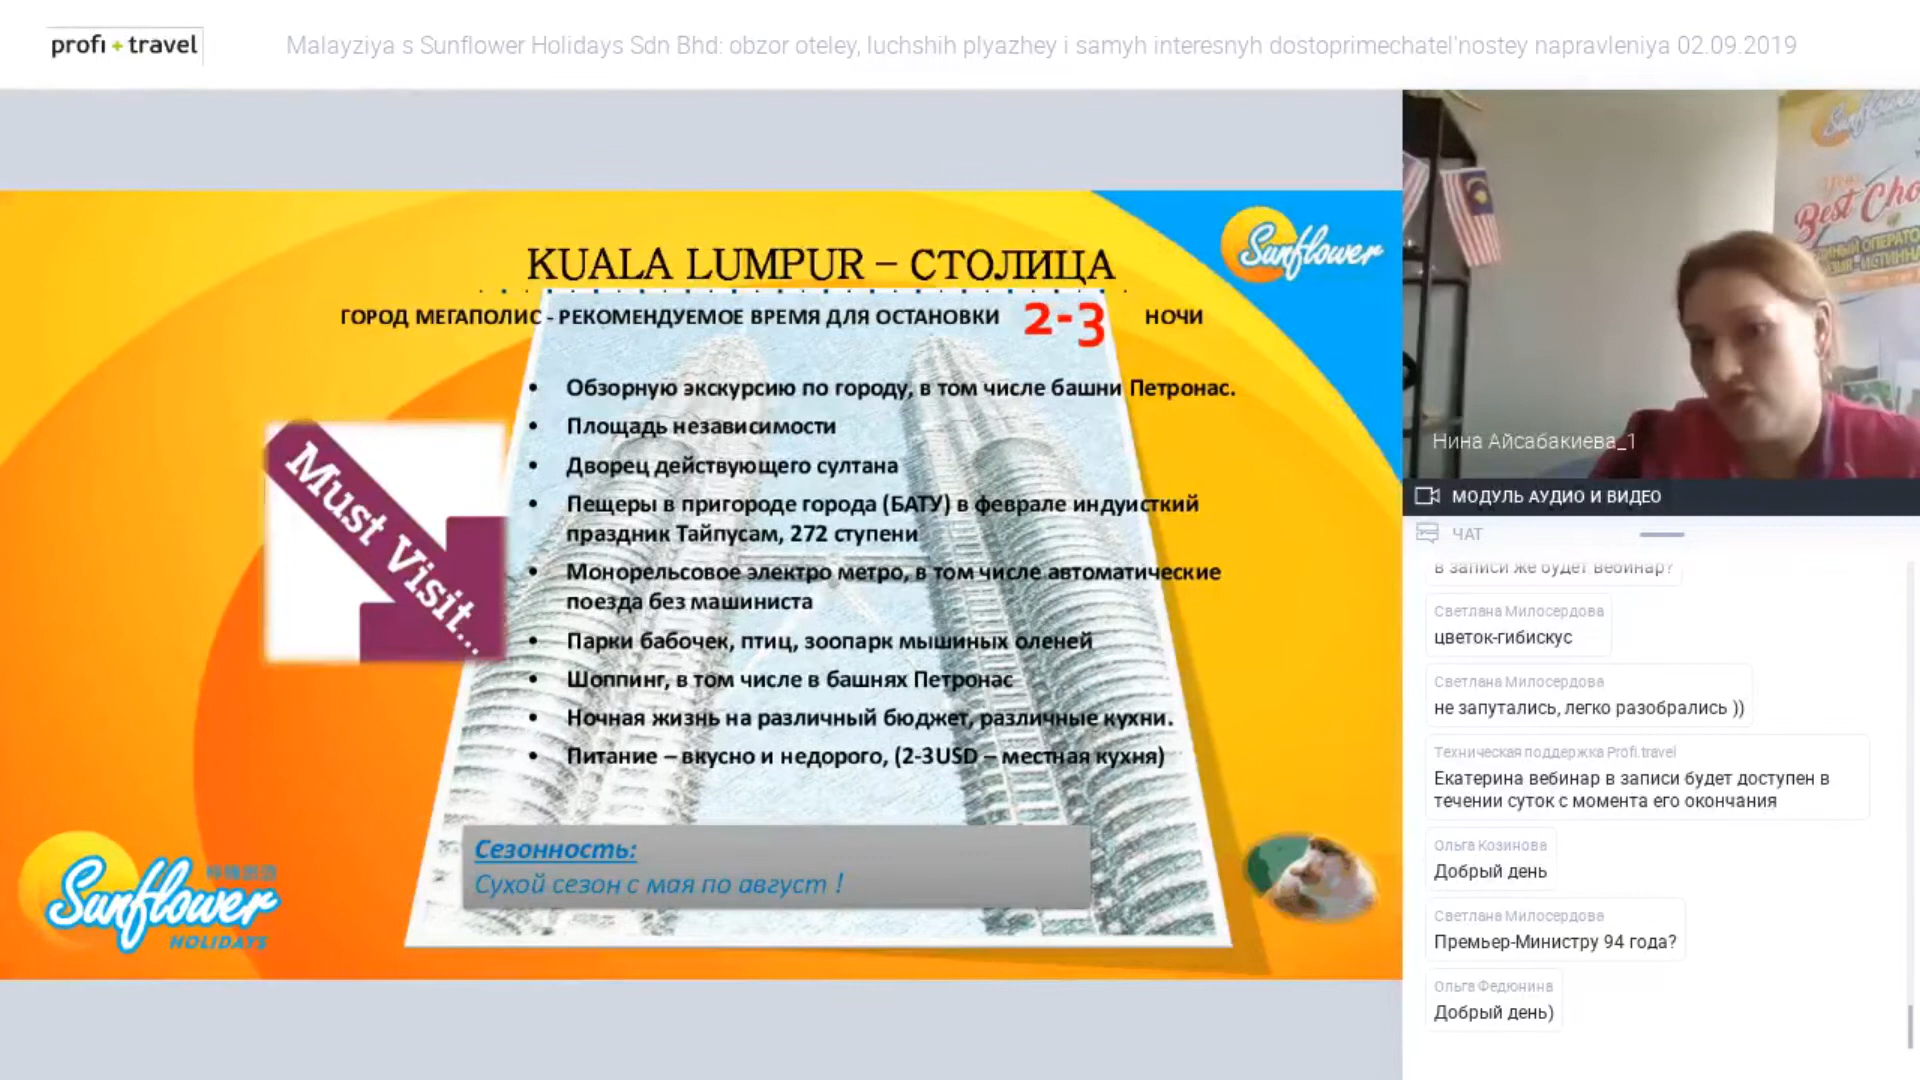 profi + travel
Malayziya s Sunflower Holidays Sdn Bhd: obzor oteley, luchshih plyazhey i samyh interesnyh dostoprimechatel'nostey napravleniya 02.09.2019
Sunflower
KUALA LUMPUR – СТОЛИЦА
ГОРОД МЕГАПОЛИС - РЕКОМЕНДУЕМОЕ ВРЕМЯ ДЛЯ ОСТАНОВКИ 2-3 НОЧИ
Must Visit...
• Обзорную экскурсию по городу, в том числе башни Петронас.
• Площадь независимости
• Дворец действующего султана
• Пещеры в пригороде города (БАТУ) в феврале индуисткий
праздник Тайпусам, 272 ступени
• Монорельсовое электро метро, в том числе автоматические
поезда без машиниста
• Парки бабочек, птиц, зоопарк мышиных оленей
• Шоппинг, в том числе в башнях Петронас
• Ночная жизнь на различный бюджет, различные кухни.
• Питание – вкусно и недорого, (2-3USD – местная кухня)
Сезонность:
Сухой сезон с мая по август !
Sunflower
HOLIDAYS
Best Cho
Нина Айсабакиева_1
МОДУЛЬ АУДИО И ВИДЕО
ЧАТ
в записи же будет вебинар?
Светлана Милосердова
цветок-гибискус
Светлана Милосердова
не запутались, легко разобрались ))
Техническая поддержка Profi.travel
Екатерина вебинар в записи будет доступен в
течении суток с момента его окончания
Ольга Козинова
Добрый день
Светлана Милосердова
Премьер-Министру 94 года?
Ольга Федюнина
Добрый день)